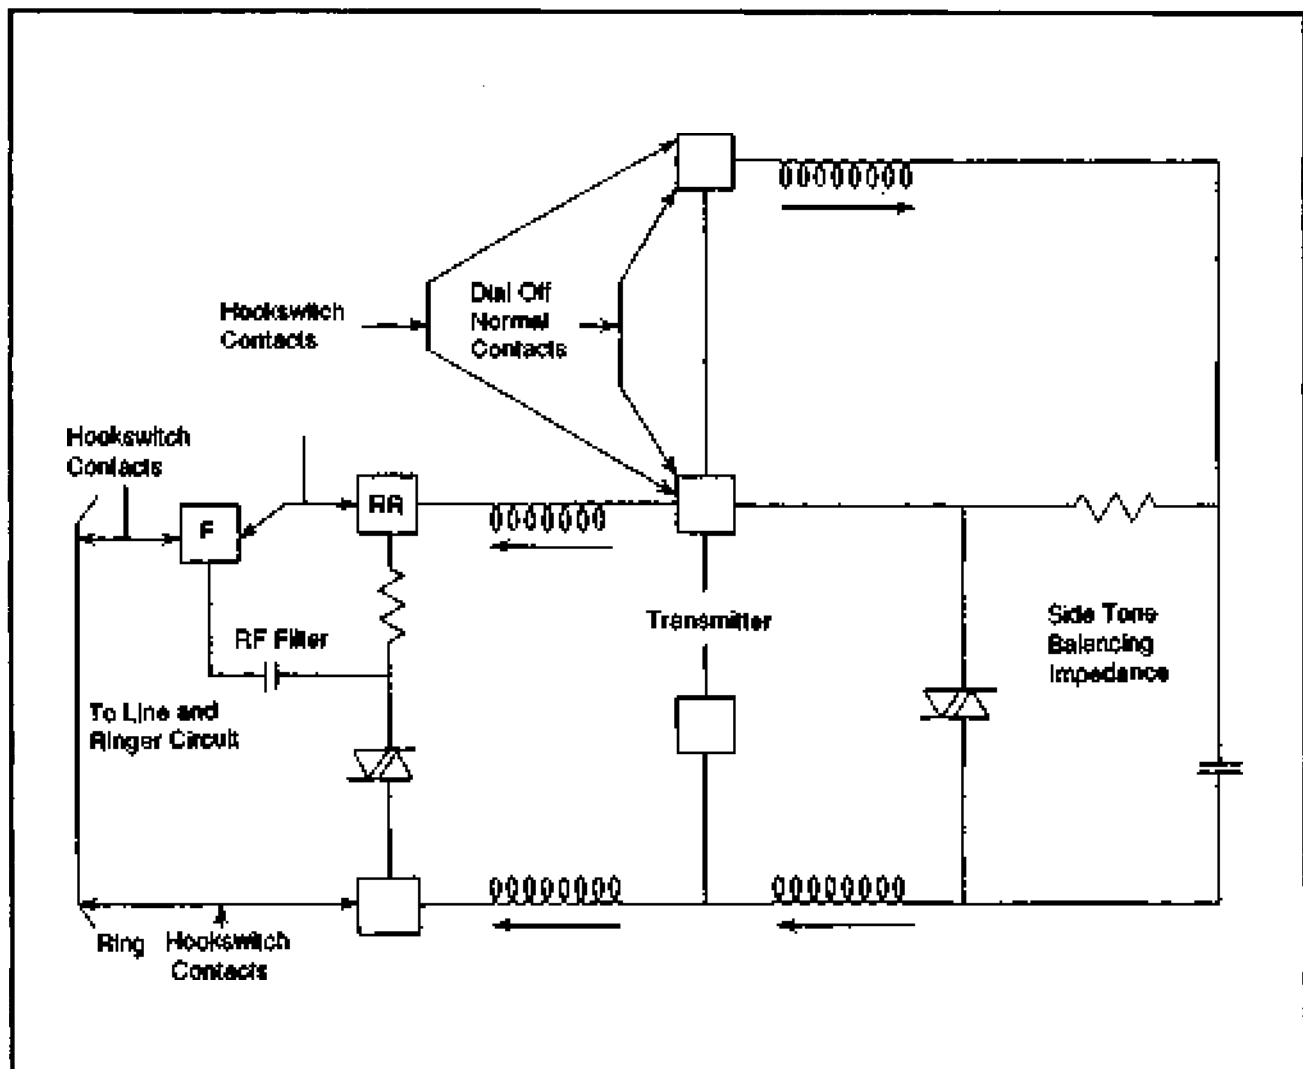 Hookswitch
Contacts
Dial Off
Normal
Contacts
Hookswitch
Contacts
F
RR
RF Filter
Transmitter
Side Tone
Balancing
Impedance
To Line and
Ringer Circuit
Ring
Hookswitch
Contacts